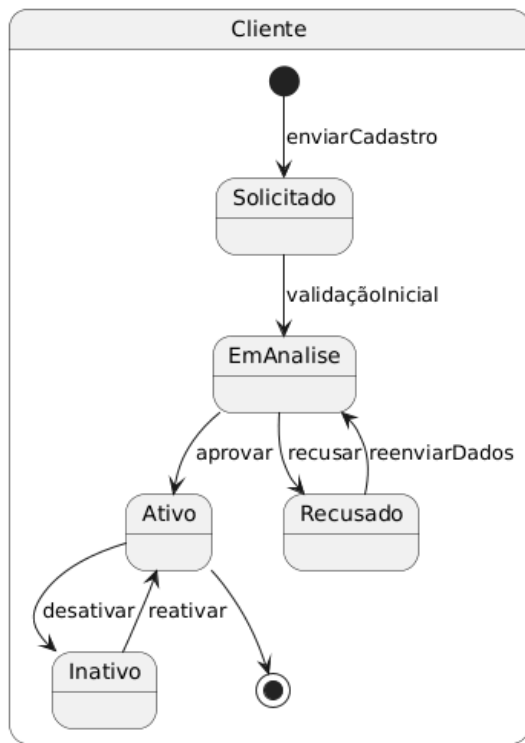 Cliente
enviarCadastro
Solicitado
validaçãoInicial
EmAnalise
aprovar
recusar
reenviarDados
Ativo
Recusado
desativar
reativar
Inativo